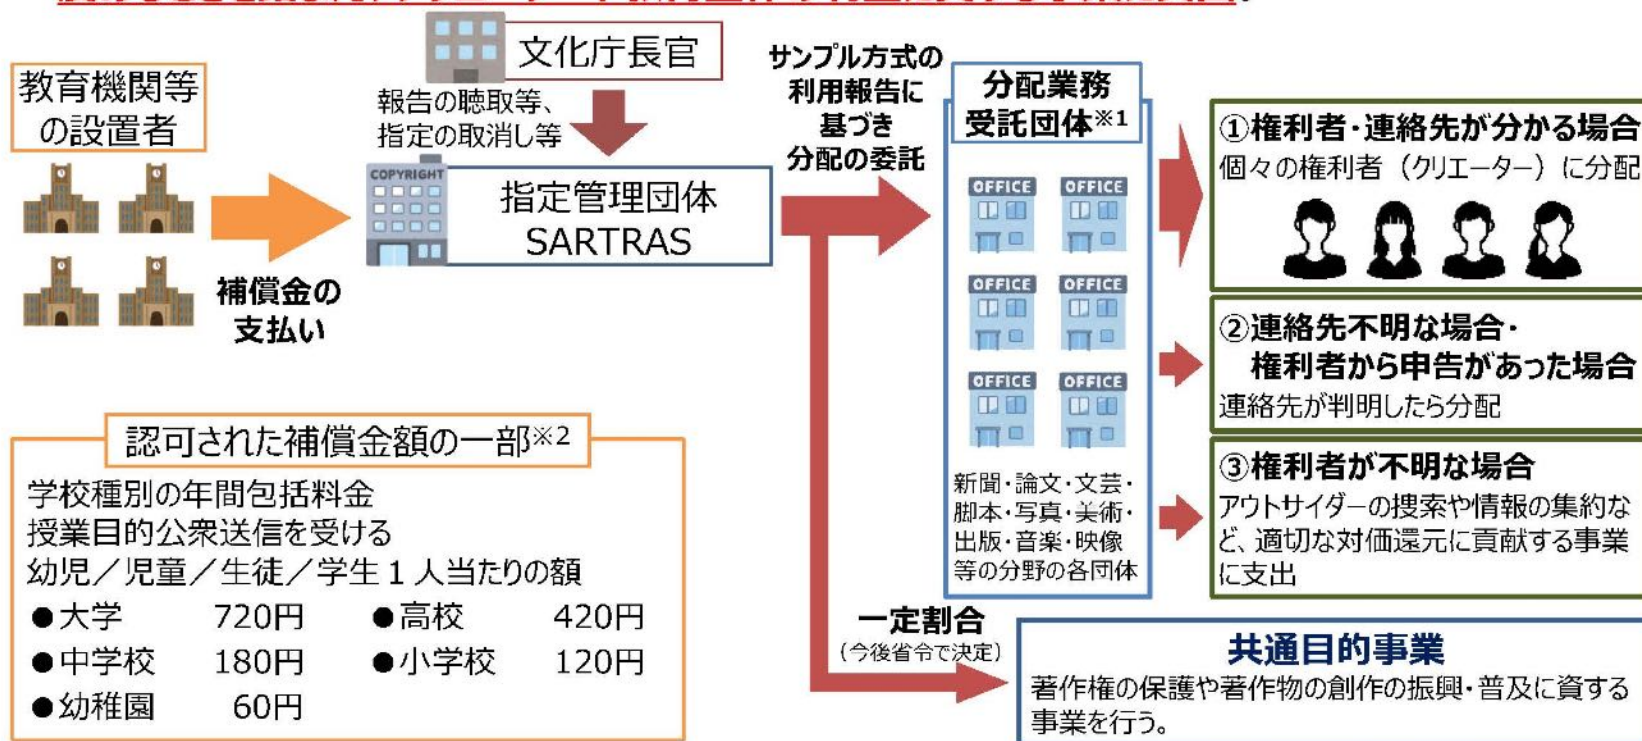 文化庁長官
教育機関等
の設置者
報告の聴取等、
指定の取消し等
COPYRIGHT
指定管理団体
SARTRAS
補償金の
支払い
サンプル方式の
利用報告に
基づき
分配の委託
分配業務
受託団体※1
OFFICE OFFICE
OFFICE OFFICE
OFFICE OFFICE
新聞・論文・文芸・
脚本・写真・美術・
出版・音楽・映像
等の分野の各団体
①権利者・連絡先が分かる場合
個々の権利者（クリエーター）に分配
②連絡先不明な場合・
権利者から申告があった場合
連絡先が判明したら分配
③権利者が不明な場合
アウトサイダーの捜索や情報の集約な
ど、適切な対価還元に貢献する事業
に支出
認可された補償金額の一部※2
学校種別の年間包括料金
授業目的公衆送信を受ける
幼児／児童／生徒／学生１人当たりの額
●大学 720円 ●高校 420円
●中学校 180円 ●小学校 120円
●幼稚園 60円
一定割合
（今後省令で決定）
共通目的事業
著作権の保護や著作物の創作の振興・普及に資する
事業を行う。